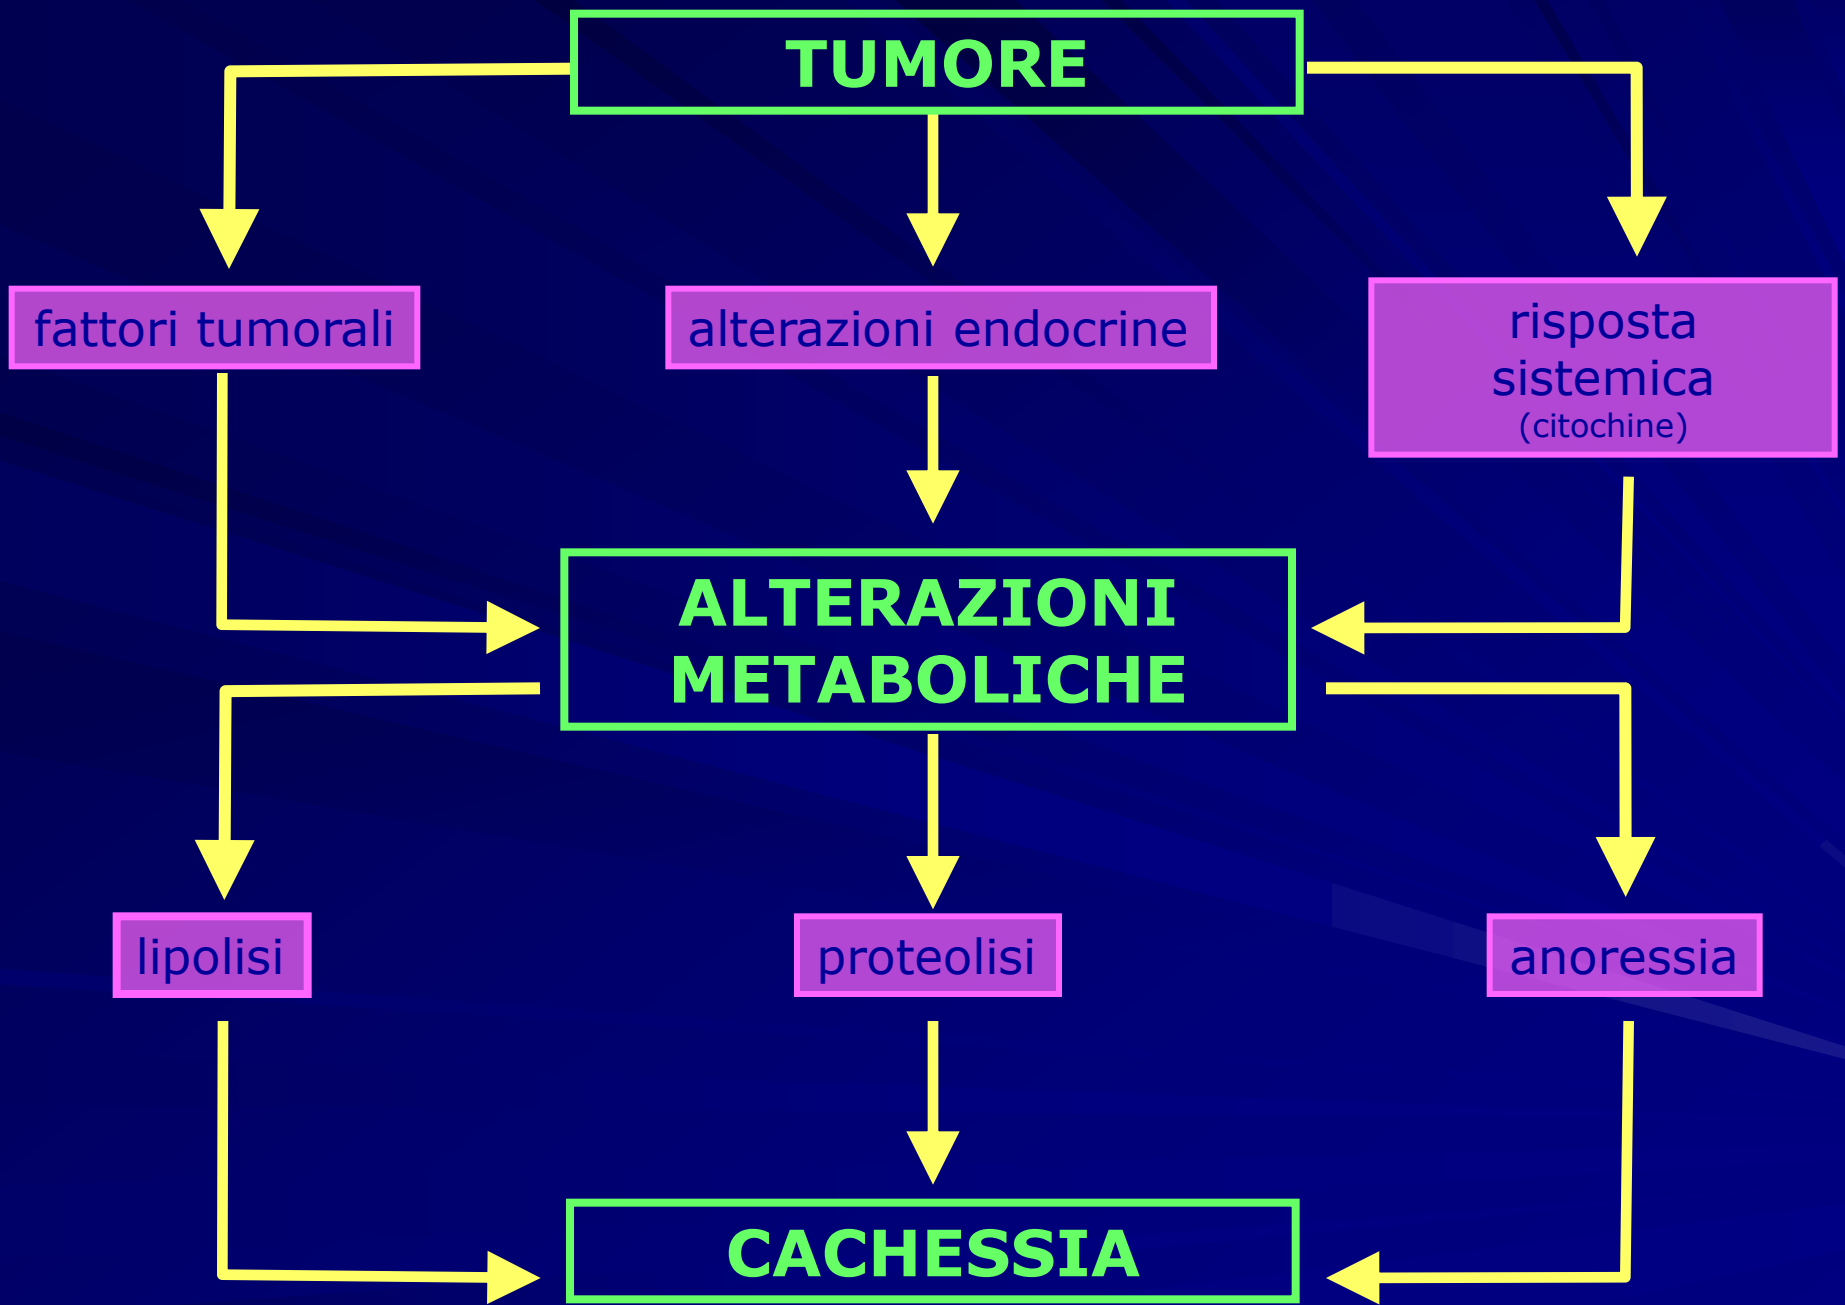 TUMORE
fattori tumorali
alterazioni endocrine
risposta
sistemica
(citochine)
ALTERAZIONI
METABOLICHE
lipolisi
proteolisi
anoressia
CACHESSIA